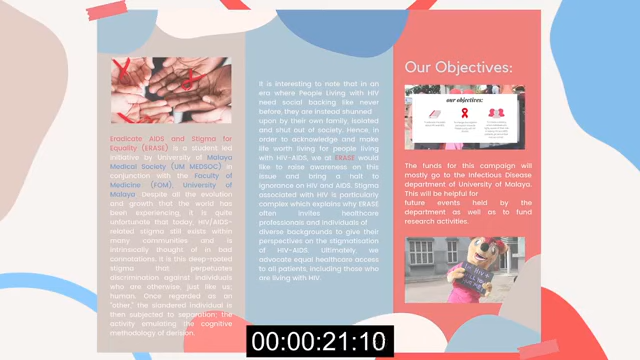 Eradicate AIDS and Stigma for
Equality (ERASE) is a student led
initiative by University of Malaya
Medical Society (UM MEDSOC) in
conjunction with the Faculty of
Medicine (FOM), University of
Malaya. Despite all the evolution
and growth that the world has
been experiencing, it is quite
unfortunate that today, HIV/AIDS-
related stigma still exists within
many communities and is
intrinsically thought of in bad
connotations. It is this deep-rooted
stigma that perpetuates
discrimination against individuals
who are otherwise, just like us;
human. Once regarded as an
"other," the slandered individual is
then subjected to separation; the
activity simulating the cognitive
methodology of derision.
It is interesting to note that in an
era where People Living with HIV
need social backing like never
before, they are instead shunned
upon by their own family, isolated
and shut out of society. Hence, in
order to acknowledge and make
life worth living for people living
with HIV-AIDS, we at ERASE would
like to raise awareness on this
issue and bring a halt to
ignorance on HIV and AIDS. Stigma
associated with HIV is particularly
complex which explains why ERASE
often invites healthcare
professionals and individuals of
diverse backgrounds to give their
perspectives on the stigmatisation
of HIV-AIDS. Ultimately, we
advocate equal healthcare access
to all patients, including those who
are living with HIV.
Our Objectives:
our objectives:
The funds for this campaign will
mostly go to the Infectious Disease
department of University of Malaya.
This will be helpful for
future events held by the
department as well as to fund
research activities.
00:00:21:10